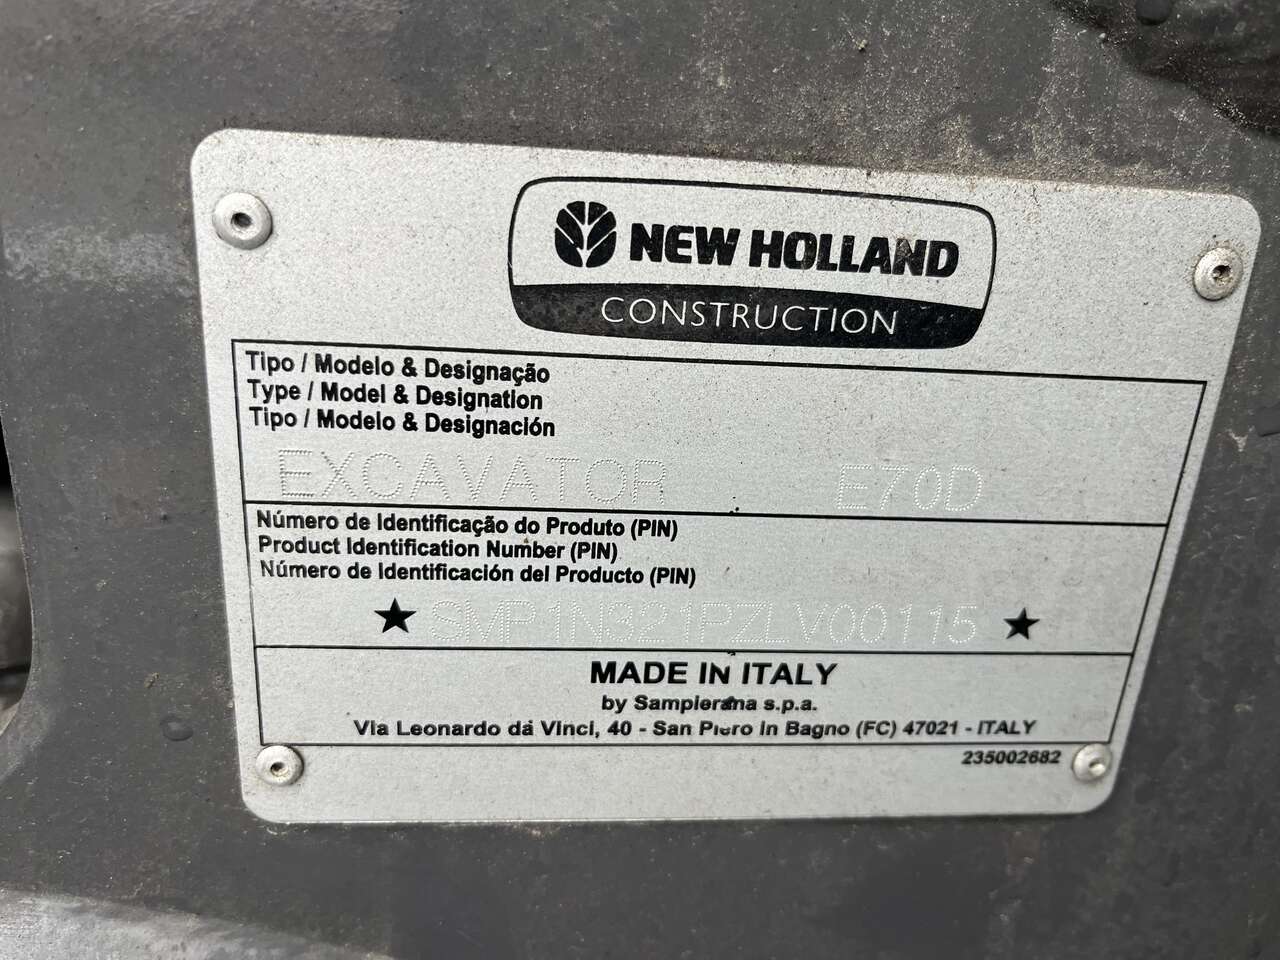 NEW HOLLAND
CONSTRUCTION
Tipo / Modelo & Designação
Type / Model & Designation
Tipo / Modelo & Designación
EXCAVATOR E70D
Número de Identificação do Produto (PIN)
Product Identification Number (PIN)
Número de Identificación del Producto (PIN)
★ SMP1N321PZLV00115 ★
MADE IN ITALY
by Sampierana s.p.a.
Via Leonardo da Vinci, 40 - San Piero in Bagno (FC) 47021 - ITALY
235002682